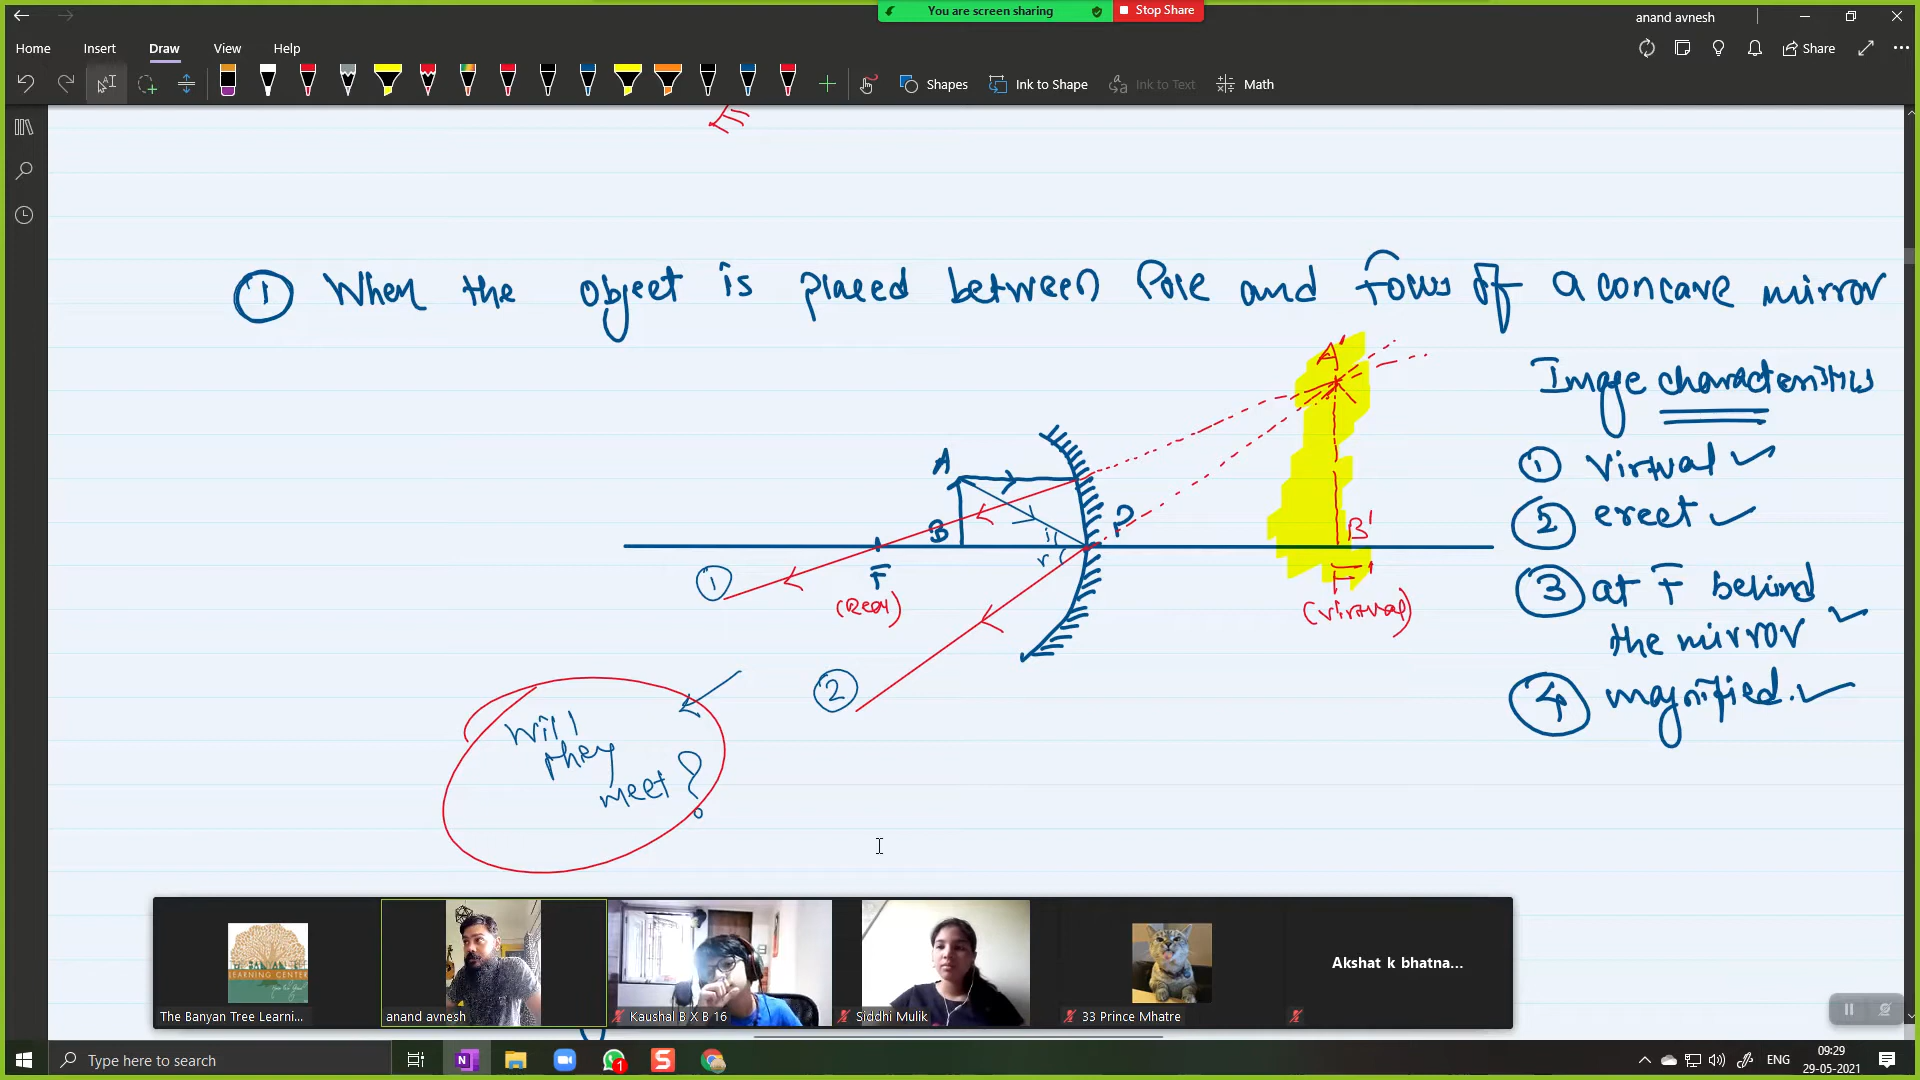 You are screen sharing
Stop Share
anand avnesh
Home Insert Draw View Help
Share
Shapes
Ink to Shape
Ink to Text
Math
E
① When the object is placed between Pole and focus of a concave mirror
Image characteristics
① virtual ✓
② erect ✓
③ at F behind
the mirror ✓
④ magnified. ✓
A'
A
B
P
i
r
B'
F
(Real)
F'
(virtual)
①
②
Will
they
meet?
LEARNING CENTER
The Banyan Tree Learni...
anand avnesh
Kaushal B X B 16
Siddhi Mulik
33 Prince Mhatre
Akshat k bhatna...
Type here to search
N
1
S
ENG
09:29
29-05-2021